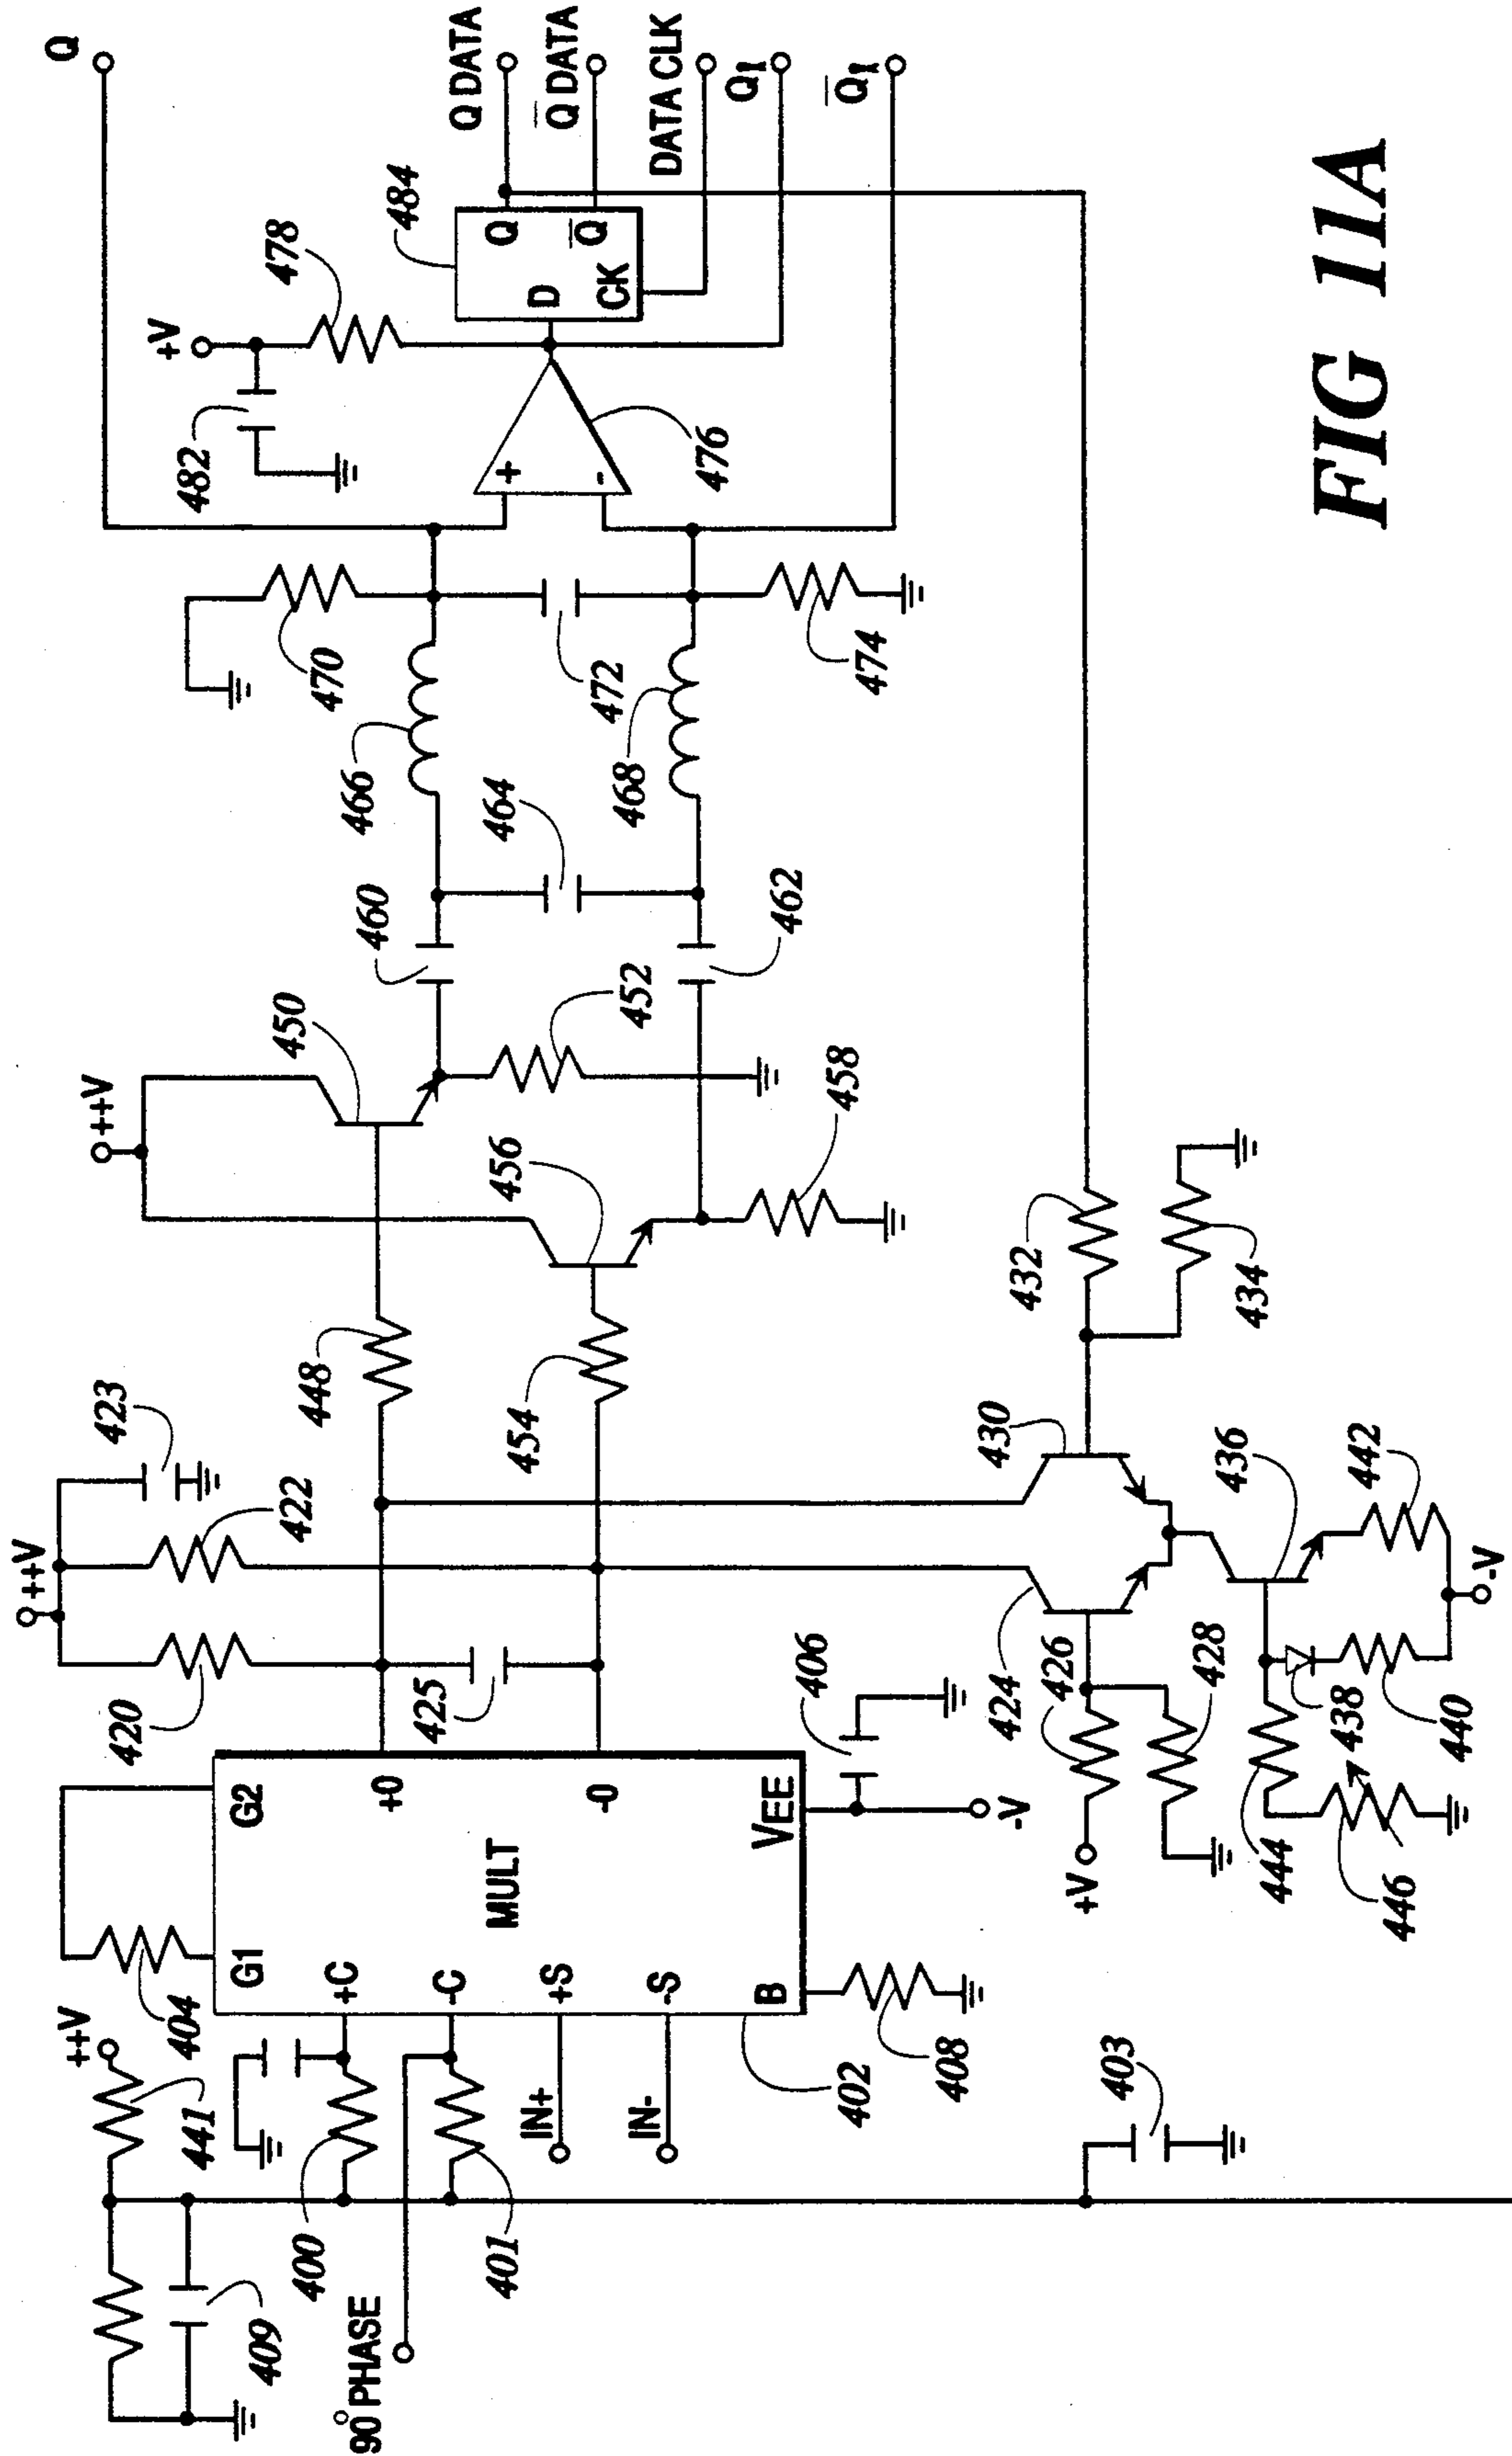 Q
Q DATA
Q̅ DATA
DATA CLK
Q1
Q̅1
484
Q
Q̅
D
CK
478
+V
482
+
-
476
470
472
474
466
464
468
460
462
450
452
++V
456
458
448
454
423
++V
422
420
425
432
434
430
436
442
424
426
428
-V
438
440
444
446
+V
406
-V
G2
+O
-O
VEE
MULT
G1
+C
-C
+S
-S
B
404
++V
441
402
408
IN+
IN-
403
400
401
409
90° PHASE
FIG 11A